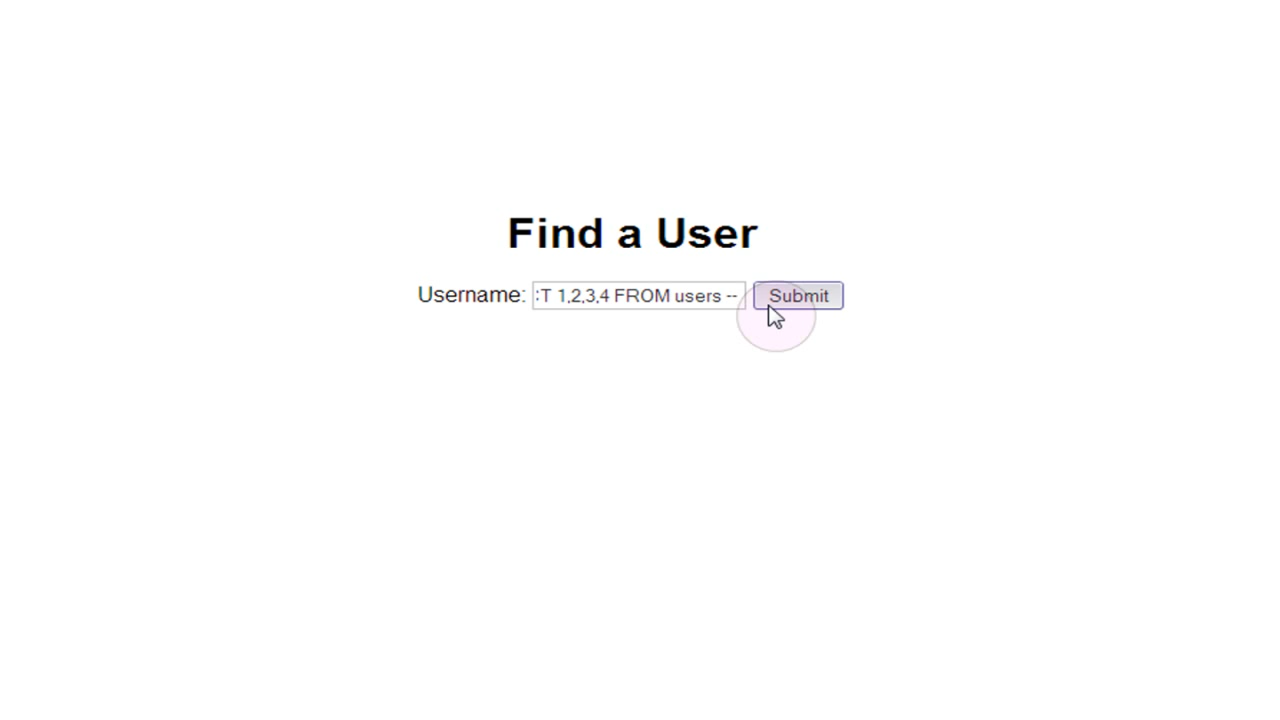 Find a User
Username: :T 1,2,3,4 FROM users -- Submit